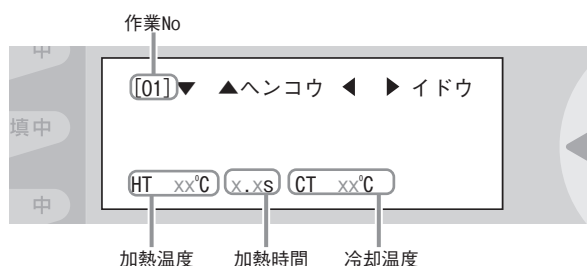 作業No
中
[01]▼ ▲ヘンコウ ◀ ▶イドウ
填中
HT xx℃ x.xs CT xx℃
中
加熱温度 加熱時間 冷却温度